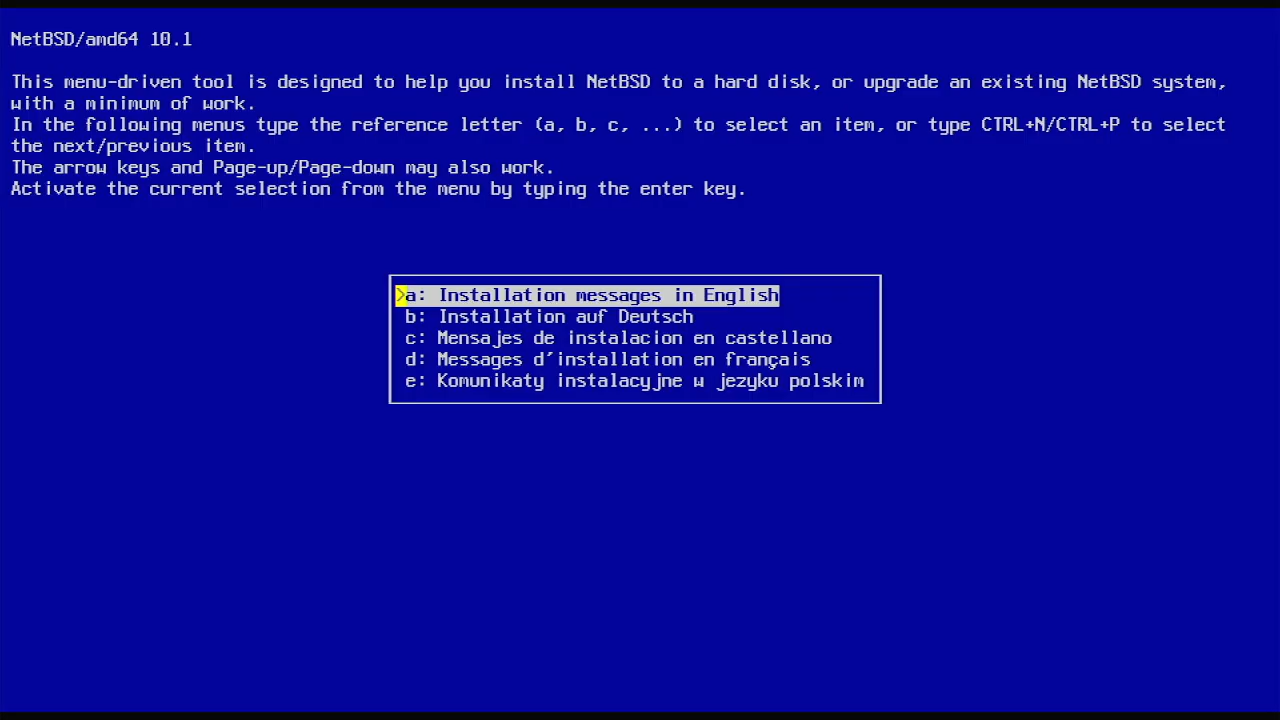 NetBSD/amd64 10.1
This menu-driven tool is designed to help you install NetBSD to a hard disk, or upgrade an existing NetBSD system,
with a minimum of work.
In the following menus type the reference letter (a, b, c, ...) to select an item, or type CTRL+N/CTRL+P to select
the next/previous item.
The arrow keys and Page-up/Page-down may also work.
Activate the current selection from the menu by typing the enter key.
>a: Installation messages in English
b: Installation auf Deutsch
c: Mensajes de instalacion en castellano
d: Messages d'installation en français
e: Komunikaty instalacyjne w jezyku polskim